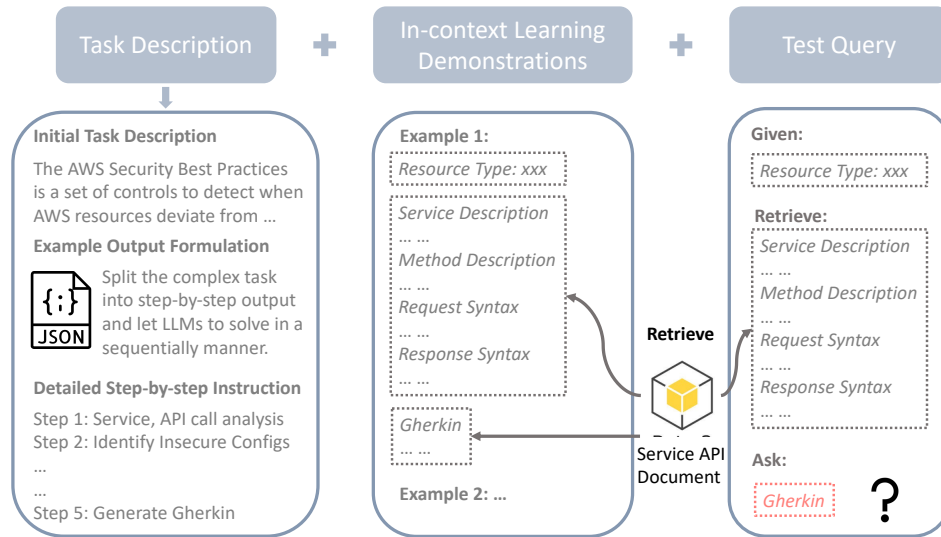 Task Description
+
In-context Learning
Demonstrations
+
Test Query
Initial Task Description
The AWS Security Best Practices
is a set of controls to detect when
AWS resources deviate from ...
Example Output Formulation
{;}
JSON
Split the complex task
into step-by-step output
and let LLMs to solve in a
sequentially manner.
Detailed Step-by-step Instruction
Step 1: Service, API call analysis
Step 2: Identify Insecure Configs
...
...
Step 5: Generate Gherkin
Example 1:
Resource Type: xxx
Service Description
... ...
Method Description
... ...
Request Syntax
... ...
Response Syntax
... ...
Gherkin
... ...
Example 2: ...
Retrieve
Service API
Document
Given:
Resource Type: xxx
Retrieve:
Service Description
... ...
Method Description
... ...
Request Syntax
... ...
Response Syntax
... ...
Ask:
Gherkin
?